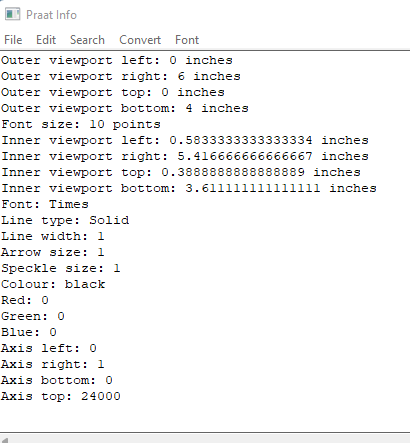 Praat Info
File Edit Search Convert Font
Outer viewport left: 0 inches
Outer viewport right: 6 inches
Outer viewport top: 0 inches
Outer viewport bottom: 4 inches
Font size: 10 points
Inner viewport left: 0.5833333333333334 inches
Inner viewport right: 5.416666666666667 inches
Inner viewport top: 0.3888888888888889 inches
Inner viewport bottom: 3.611111111111111 inches
Font: Times
Line type: Solid
Line width: 1
Arrow size: 1
Speckle size: 1
Colour: black
Red: 0
Green: 0
Blue: 0
Axis left: 0
Axis right: 1
Axis bottom: 0
Axis top: 24000